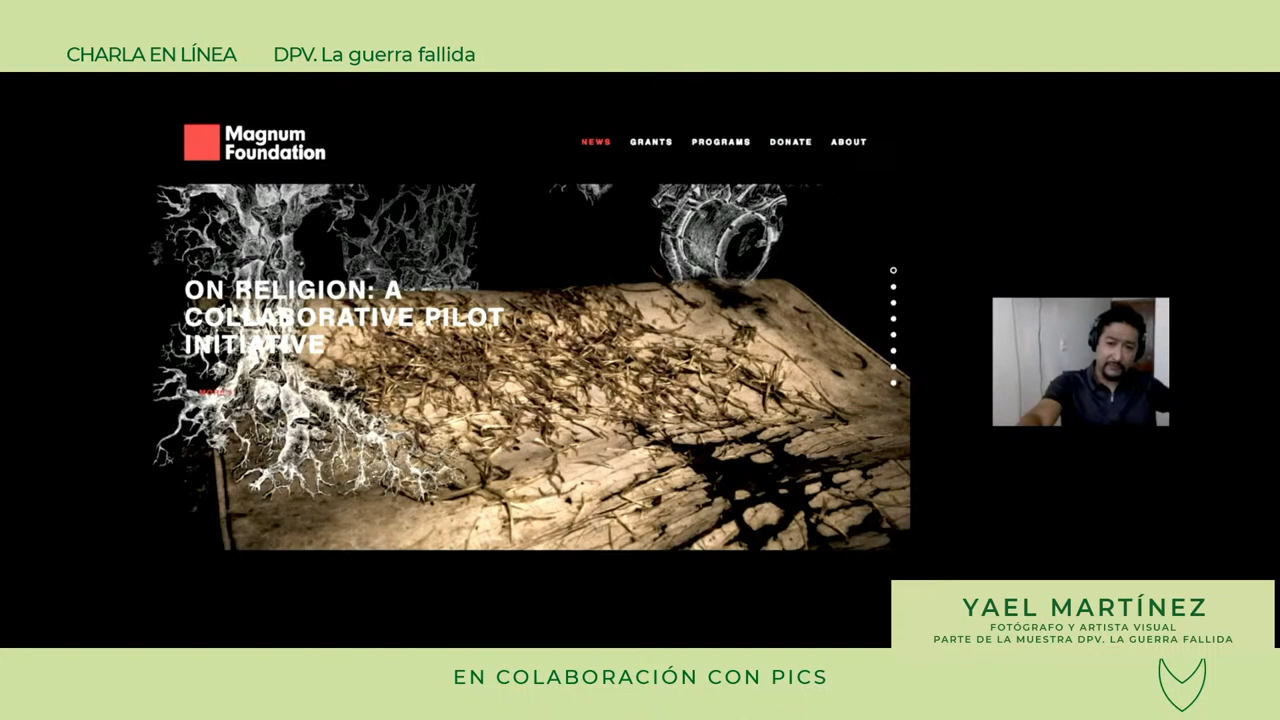 CHARLA EN LÍNEA DPV. La guerra fallida
Magnum
Foundation
NEWS GRANTS PROGRAMS DONATE ABOUT
ON RELIGION: A
COLLABORATIVE PILOT
INITIATIVE
YAEL MARTÍNEZ
FOTÓGRAFO Y ARTISTA VISUAL
PARTE DE LA MUESTRA DPV. LA GUERRA FALLIDA
EN COLABORACIÓN CON PICS